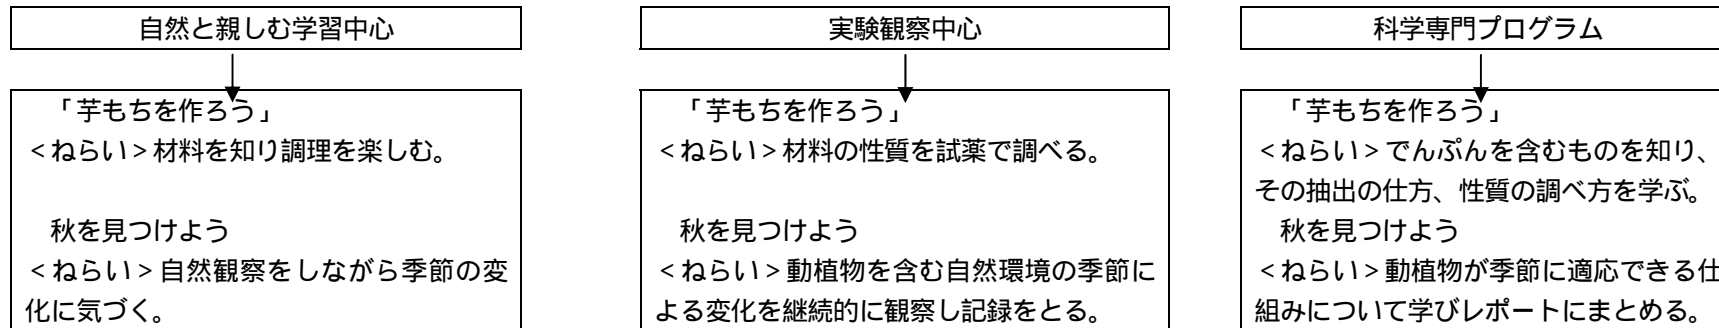 自然と親しむ学習中心
「芋もちを作ろう」
<ねらい>材料を知り調理を楽しむ。
秋を見つけよう
<ねらい>自然観察をしながら季節の変
化に気づく。
実験観察中心
「芋もちを作ろう」
<ねらい>材料の性質を試薬で調べる。
秋を見つけよう
<ねらい>動植物を含む自然環境の季節に
よる変化を継続的に観察し記録をとる。
科学専門プログラム
「芋もちを作ろう」
<ねらい>でんぷんを含むものを知り、
その抽出の仕方、性質の調べ方を学ぶ。
秋を見つけよう
<ねらい>動植物が季節に適応できる仕
組みについて学びレポートにまとめる。